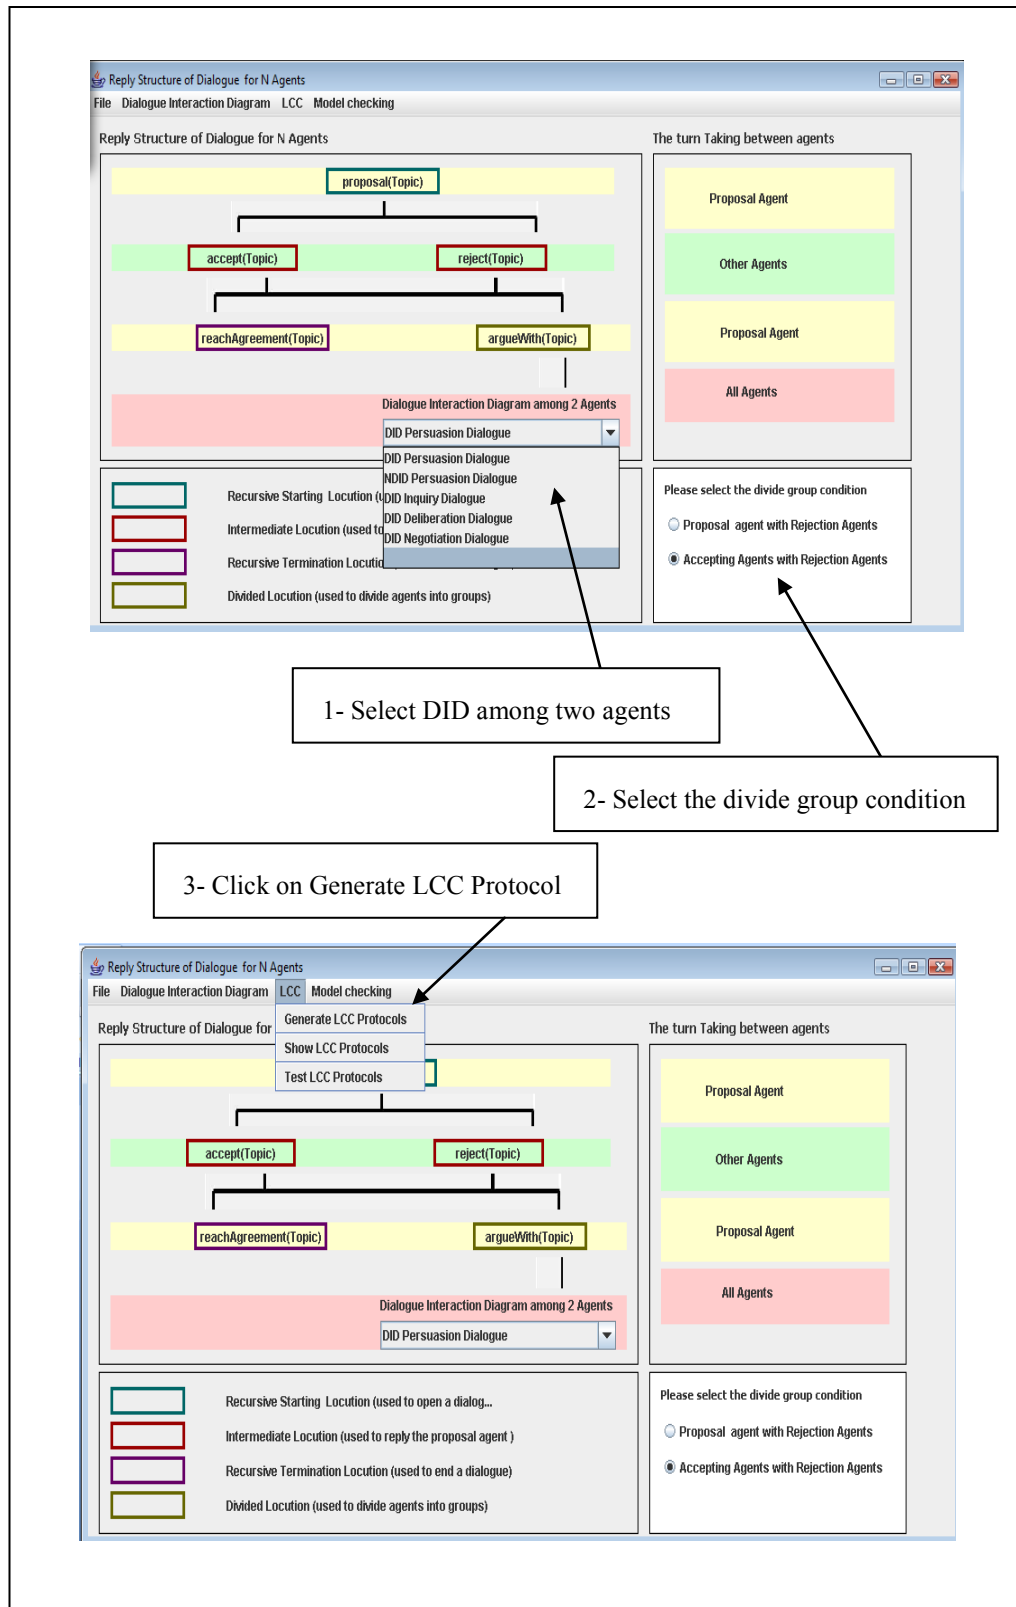 Reply Structure of Dialogue for N Agents
File Dialogue Interaction Diagram LCC Model checking
Reply Structure of Dialogue for N Agents
The turn Taking between agents
proposal(Topic)
Proposal Agent
accept(Topic)
reject(Topic)
Other Agents
reachAgreement(Topic)
argueWith(Topic)
Proposal Agent
Dialogue Interaction Diagram among 2 Agents
All Agents
DID Persuasion Dialogue
DID Persuasion Dialogue
NDID Persuasion Dialogue
DID Inquiry Dialogue
DID Deliberation Dialogue
DID Negotiation Dialogue
Recursive Starting Locution (u
Intermediate Locution (used to
Recursive Termination Locutio
Divided Locution (used to divide agents into groups)
Please select the divide group condition
Proposal agent with Rejection Agents
Accepting Agents with Rejection Agents
1- Select DID among two agents
2- Select the divide group condition
3- Click on Generate LCC Protocol
Reply Structure of Dialogue for N Agents
File Dialogue Interaction Diagram LCC Model checking
Generate LCC Protocols
Show LCC Protocols
Test LCC Protocols
Reply Structure of Dialogue for
The turn Taking between agents
Proposal Agent
accept(Topic)
reject(Topic)
Other Agents
reachAgreement(Topic)
argueWith(Topic)
Proposal Agent
Dialogue Interaction Diagram among 2 Agents
All Agents
DID Persuasion Dialogue
Recursive Starting Locution (used to open a dialog...
Intermediate Locution (used to reply the proposal agent )
Recursive Termination Locution (used to end a dialogue)
Divided Locution (used to divide agents into groups)
Please select the divide group condition
Proposal agent with Rejection Agents
Accepting Agents with Rejection Agents